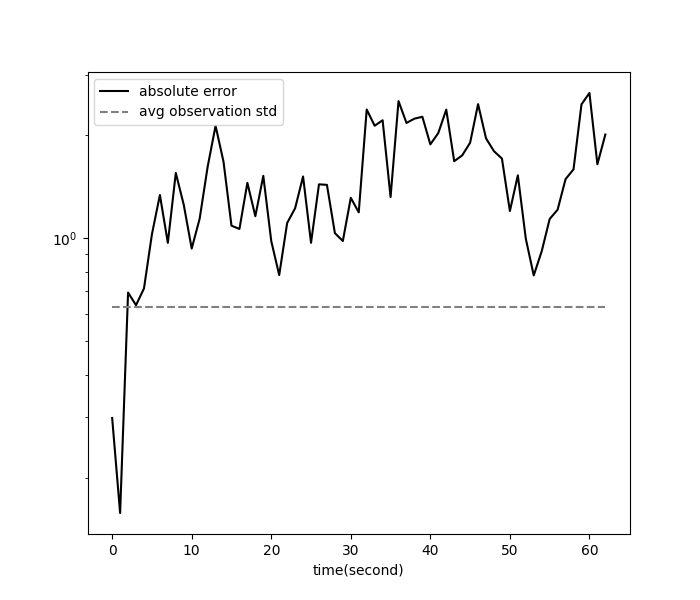 absolute error
avg observation std
10⁰
0 10 20 30 40 50 60
time(second)